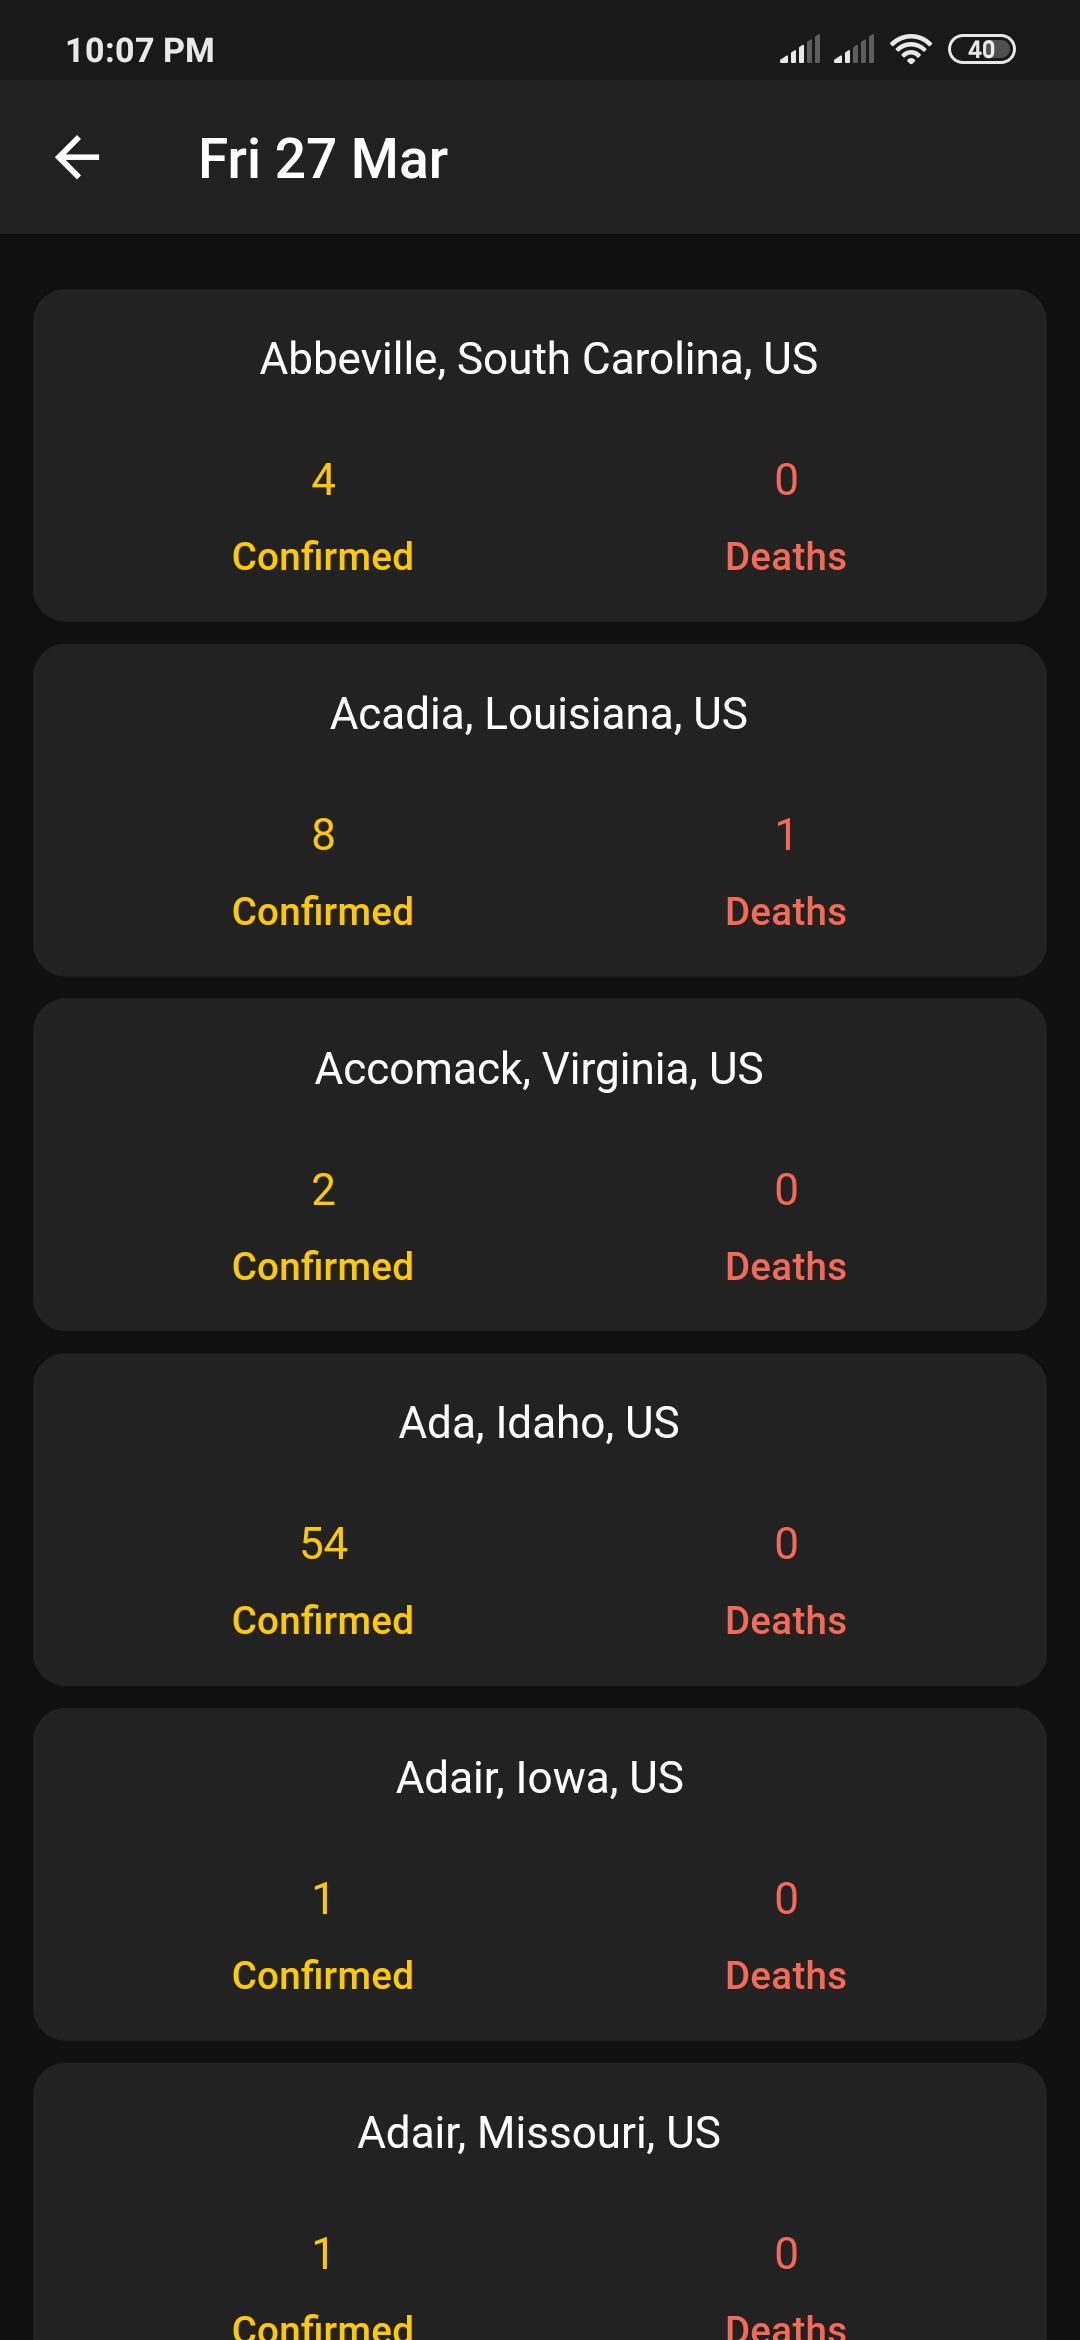 10:07 PM
40
Fri 27 Mar
Abbeville, South Carolina, US
4 0
Confirmed Deaths
Acadia, Louisiana, US
8 1
Confirmed Deaths
Accomack, Virginia, US
2 0
Confirmed Deaths
Ada, Idaho, US
54 0
Confirmed Deaths
Adair, Iowa, US
1 0
Confirmed Deaths
Adair, Missouri, US
1 0
Confirmed Deaths